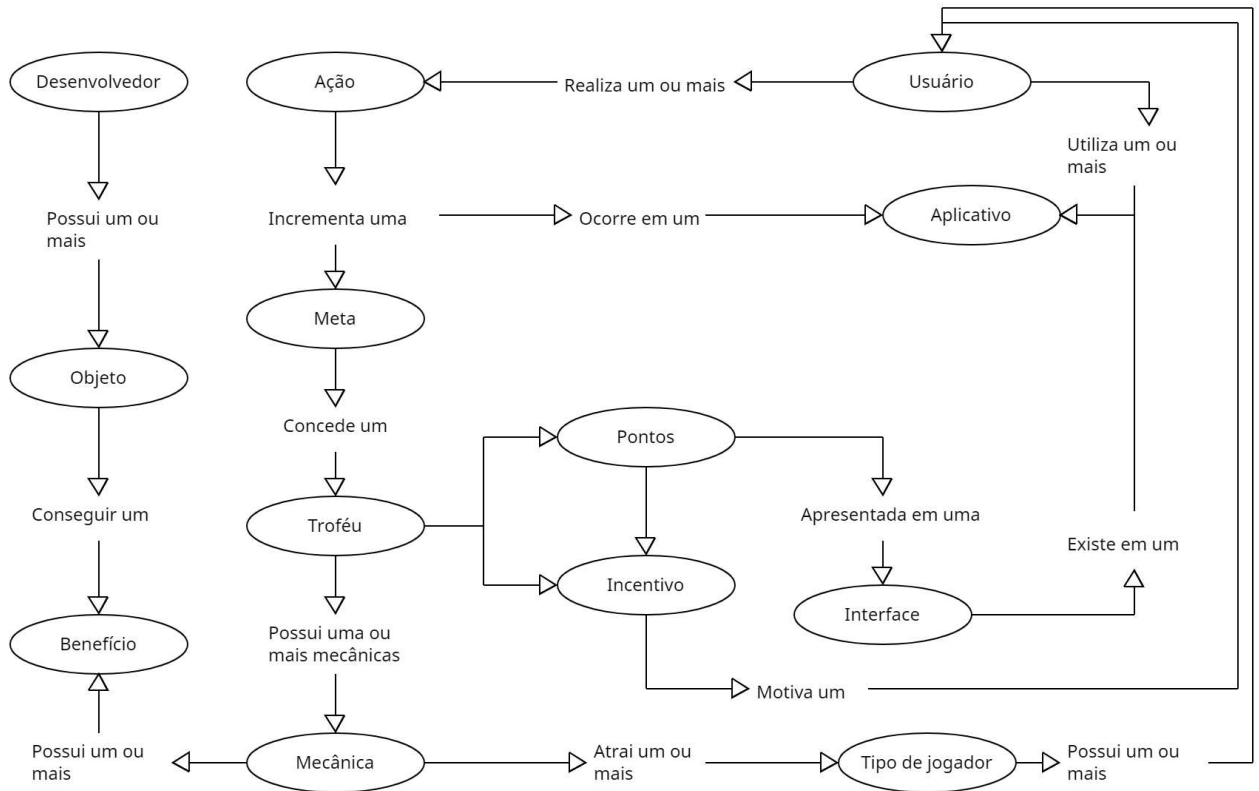 Desenvolvedor
Ação
Realiza um ou mais
Usuário
Utiliza um ou
mais
Possui um ou
mais
Incrementa uma
Ocorre em um
Aplicativo
Meta
Objeto
Concede um
Pontos
Conseguir um
Troféu
Apresentada em uma
Existe em um
Incentivo
Interface
Benefício
Possui uma ou
mais mecânicas
Motiva um
Possui um ou
mais
Mecânica
Atrai um ou
mais
Tipo de jogador
Possui um ou
mais